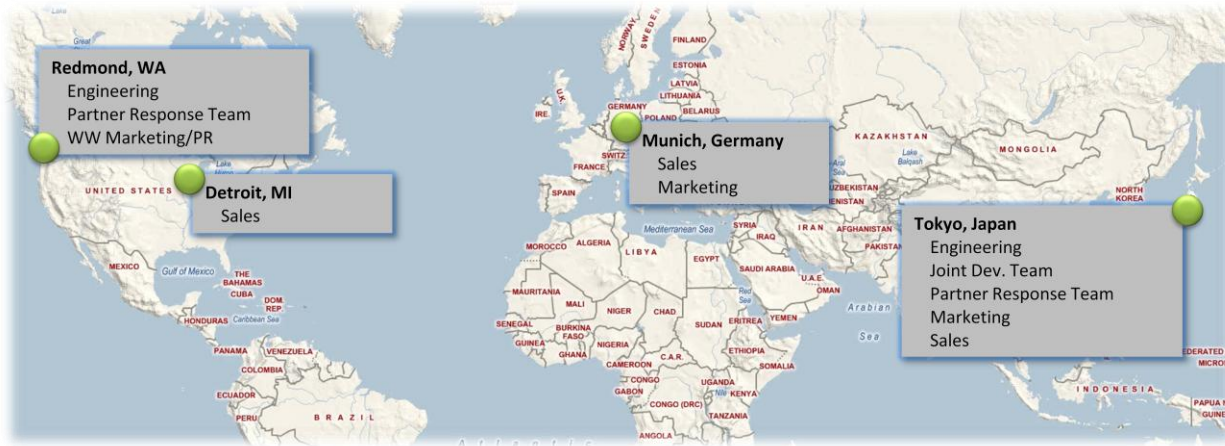 Redmond, WA
Engineering
Partner Response Team
WW Marketing/PR
Detroit, MI
Sales
Munich, Germany
Sales
Marketing
Tokyo, Japan
Engineering
Joint Dev. Team
Partner Response Team
Marketing
Sales
NORWAY
SWEDEN
FINLAND
ESTONIA
LATVIA
LITHUANIA
U.K.
IRE.
GERMANY
POLAND
BELARUS
FRANCE
SWITZ.
SPAIN
KAZAKHSTAN
Lake
Balqash
MONGOLIA
UZBEKISTAN
NORTH
KOREA
UNITED STATES
MEXICO
Gulf of Mexico
THE
BAHAMAS
CUBA
DOM.
REP.
Caribbean Sea
HONDURAS
PANAMA
VENEZUELA
COLOMBIA
ECUADOR
PERU
BRAZIL
Mediterranean Sea
MOROCCO
ALGERIA
LIBYA
EGYPT
SYRIA
IRAQ
IRAN
AFGHANISTAN
SAUDI ARABIA
U.A.E.
OMAN
Red
Sea
YEMEN
Arabian
Sea
MAURITANIA
MALI
NIGER
CHAD
SUDAN
ERITREA
SENEGAL
GUINEA
BURKINA
FASO
GHANA
NIGERIA
C.A.R.
ETHIOPIA
SOMALIA
CAMEROON
CONGO
GABON
UGANDA
KENYA
CONGO (DRC)
TANZANIA
ANGOLA
Atlantic
INDONESIA
PAPUA